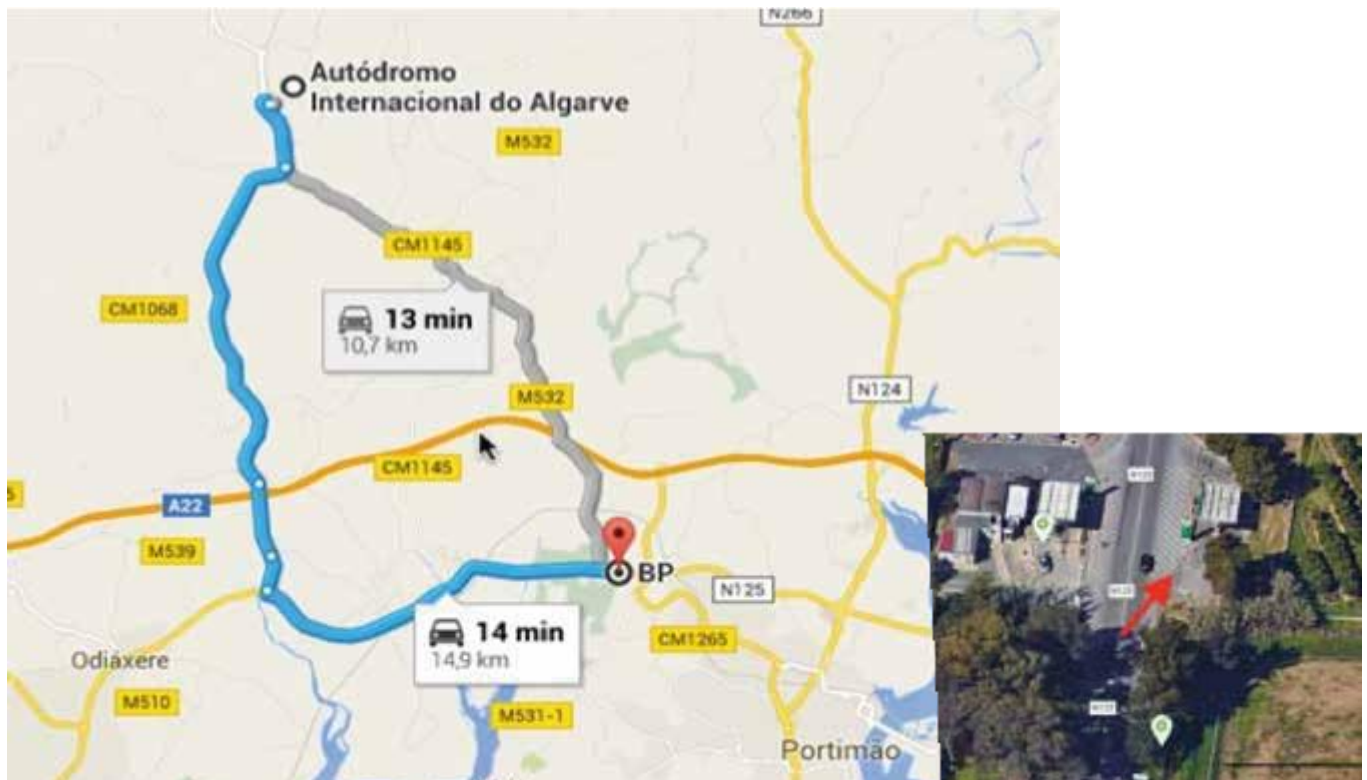 N266
Autódromo
Internacional do Algarve
M532
CM1145
CM1068
13 min
10,7 km
M532
N124
CM1145
A22
M539
BP
N125
14 min
14,9 km
CM1265
Odiáxere
M510
M531-1
Portimão